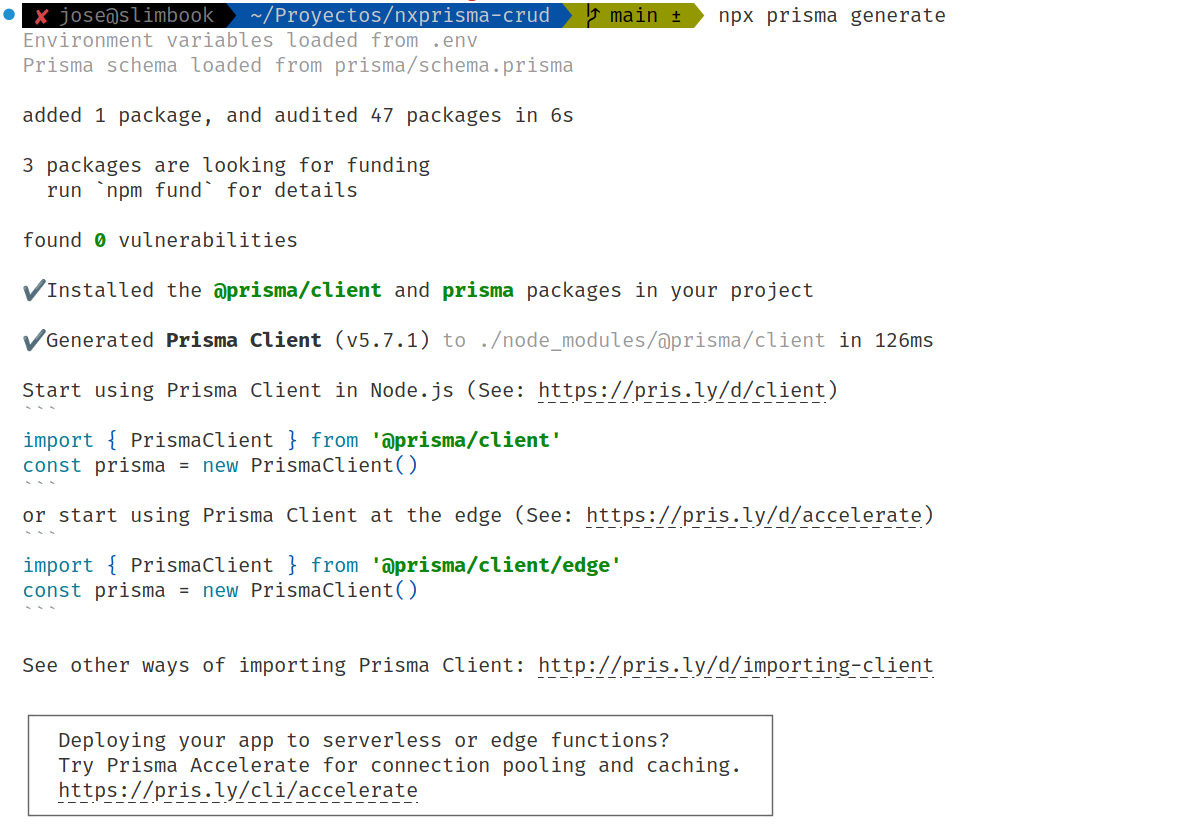 ✘ jose@slimbook ~/Proyectos/nxprisma-crud main ± npx prisma generate
Environment variables loaded from .env
Prisma schema loaded from prisma/schema.prisma
added 1 package, and audited 47 packages in 6s
3 packages are looking for funding
  run `npm fund` for details
found 0 vulnerabilities
✔Installed the @prisma/client and prisma packages in your project
✔Generated Prisma Client (v5.7.1) to ./node_modules/@prisma/client in 126ms
Start using Prisma Client in Node.js (See: https://pris.ly/d/client)
```
import { PrismaClient } from '@prisma/client'
const prisma = new PrismaClient()
```
or start using Prisma Client at the edge (See: https://pris.ly/d/accelerate)
```
import { PrismaClient } from '@prisma/client/edge'
const prisma = new PrismaClient()
```
See other ways of importing Prisma Client: http://pris.ly/d/importing-client
Deploying your app to serverless or edge functions?
Try Prisma Accelerate for connection pooling and caching.
https://pris.ly/cli/accelerate